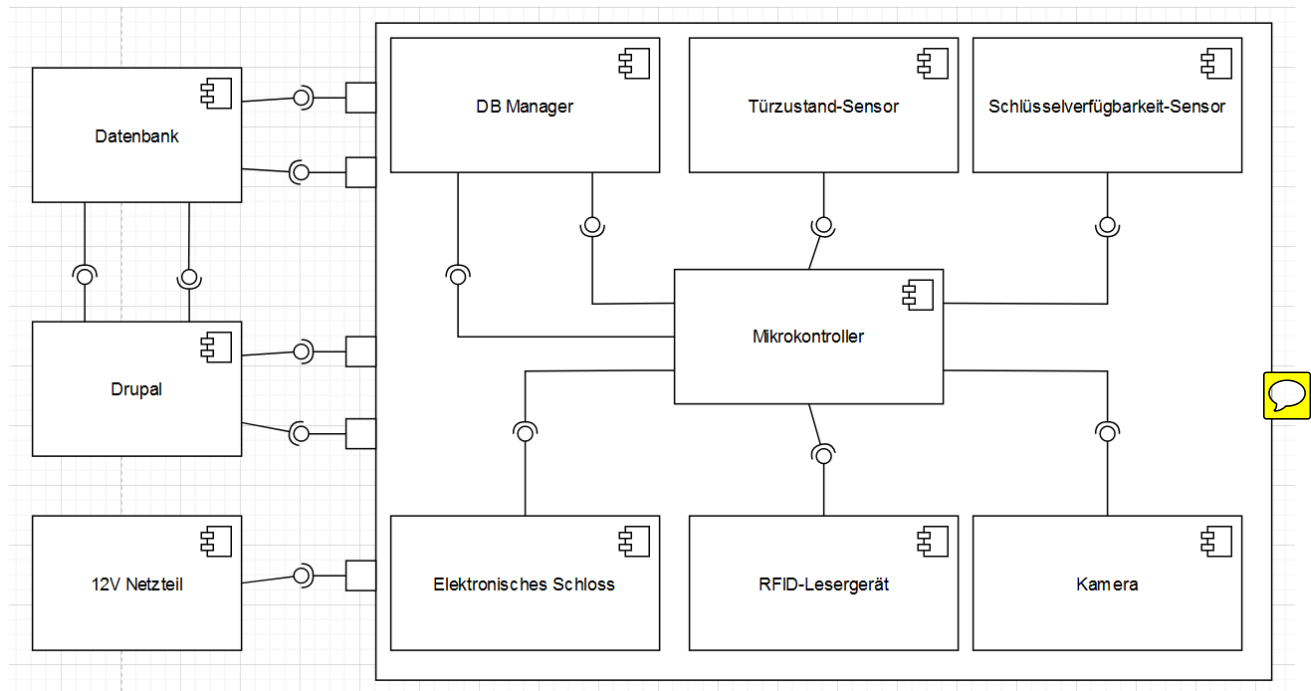 DB Manager
Türzustand-Sensor
Schlüsselverfügbarkeit-Sensor
Datenbank
Mikrokontroller
Drupal
12V Netzteil
Elektronisches Schloss
RFID-Lesergerät
Kamera